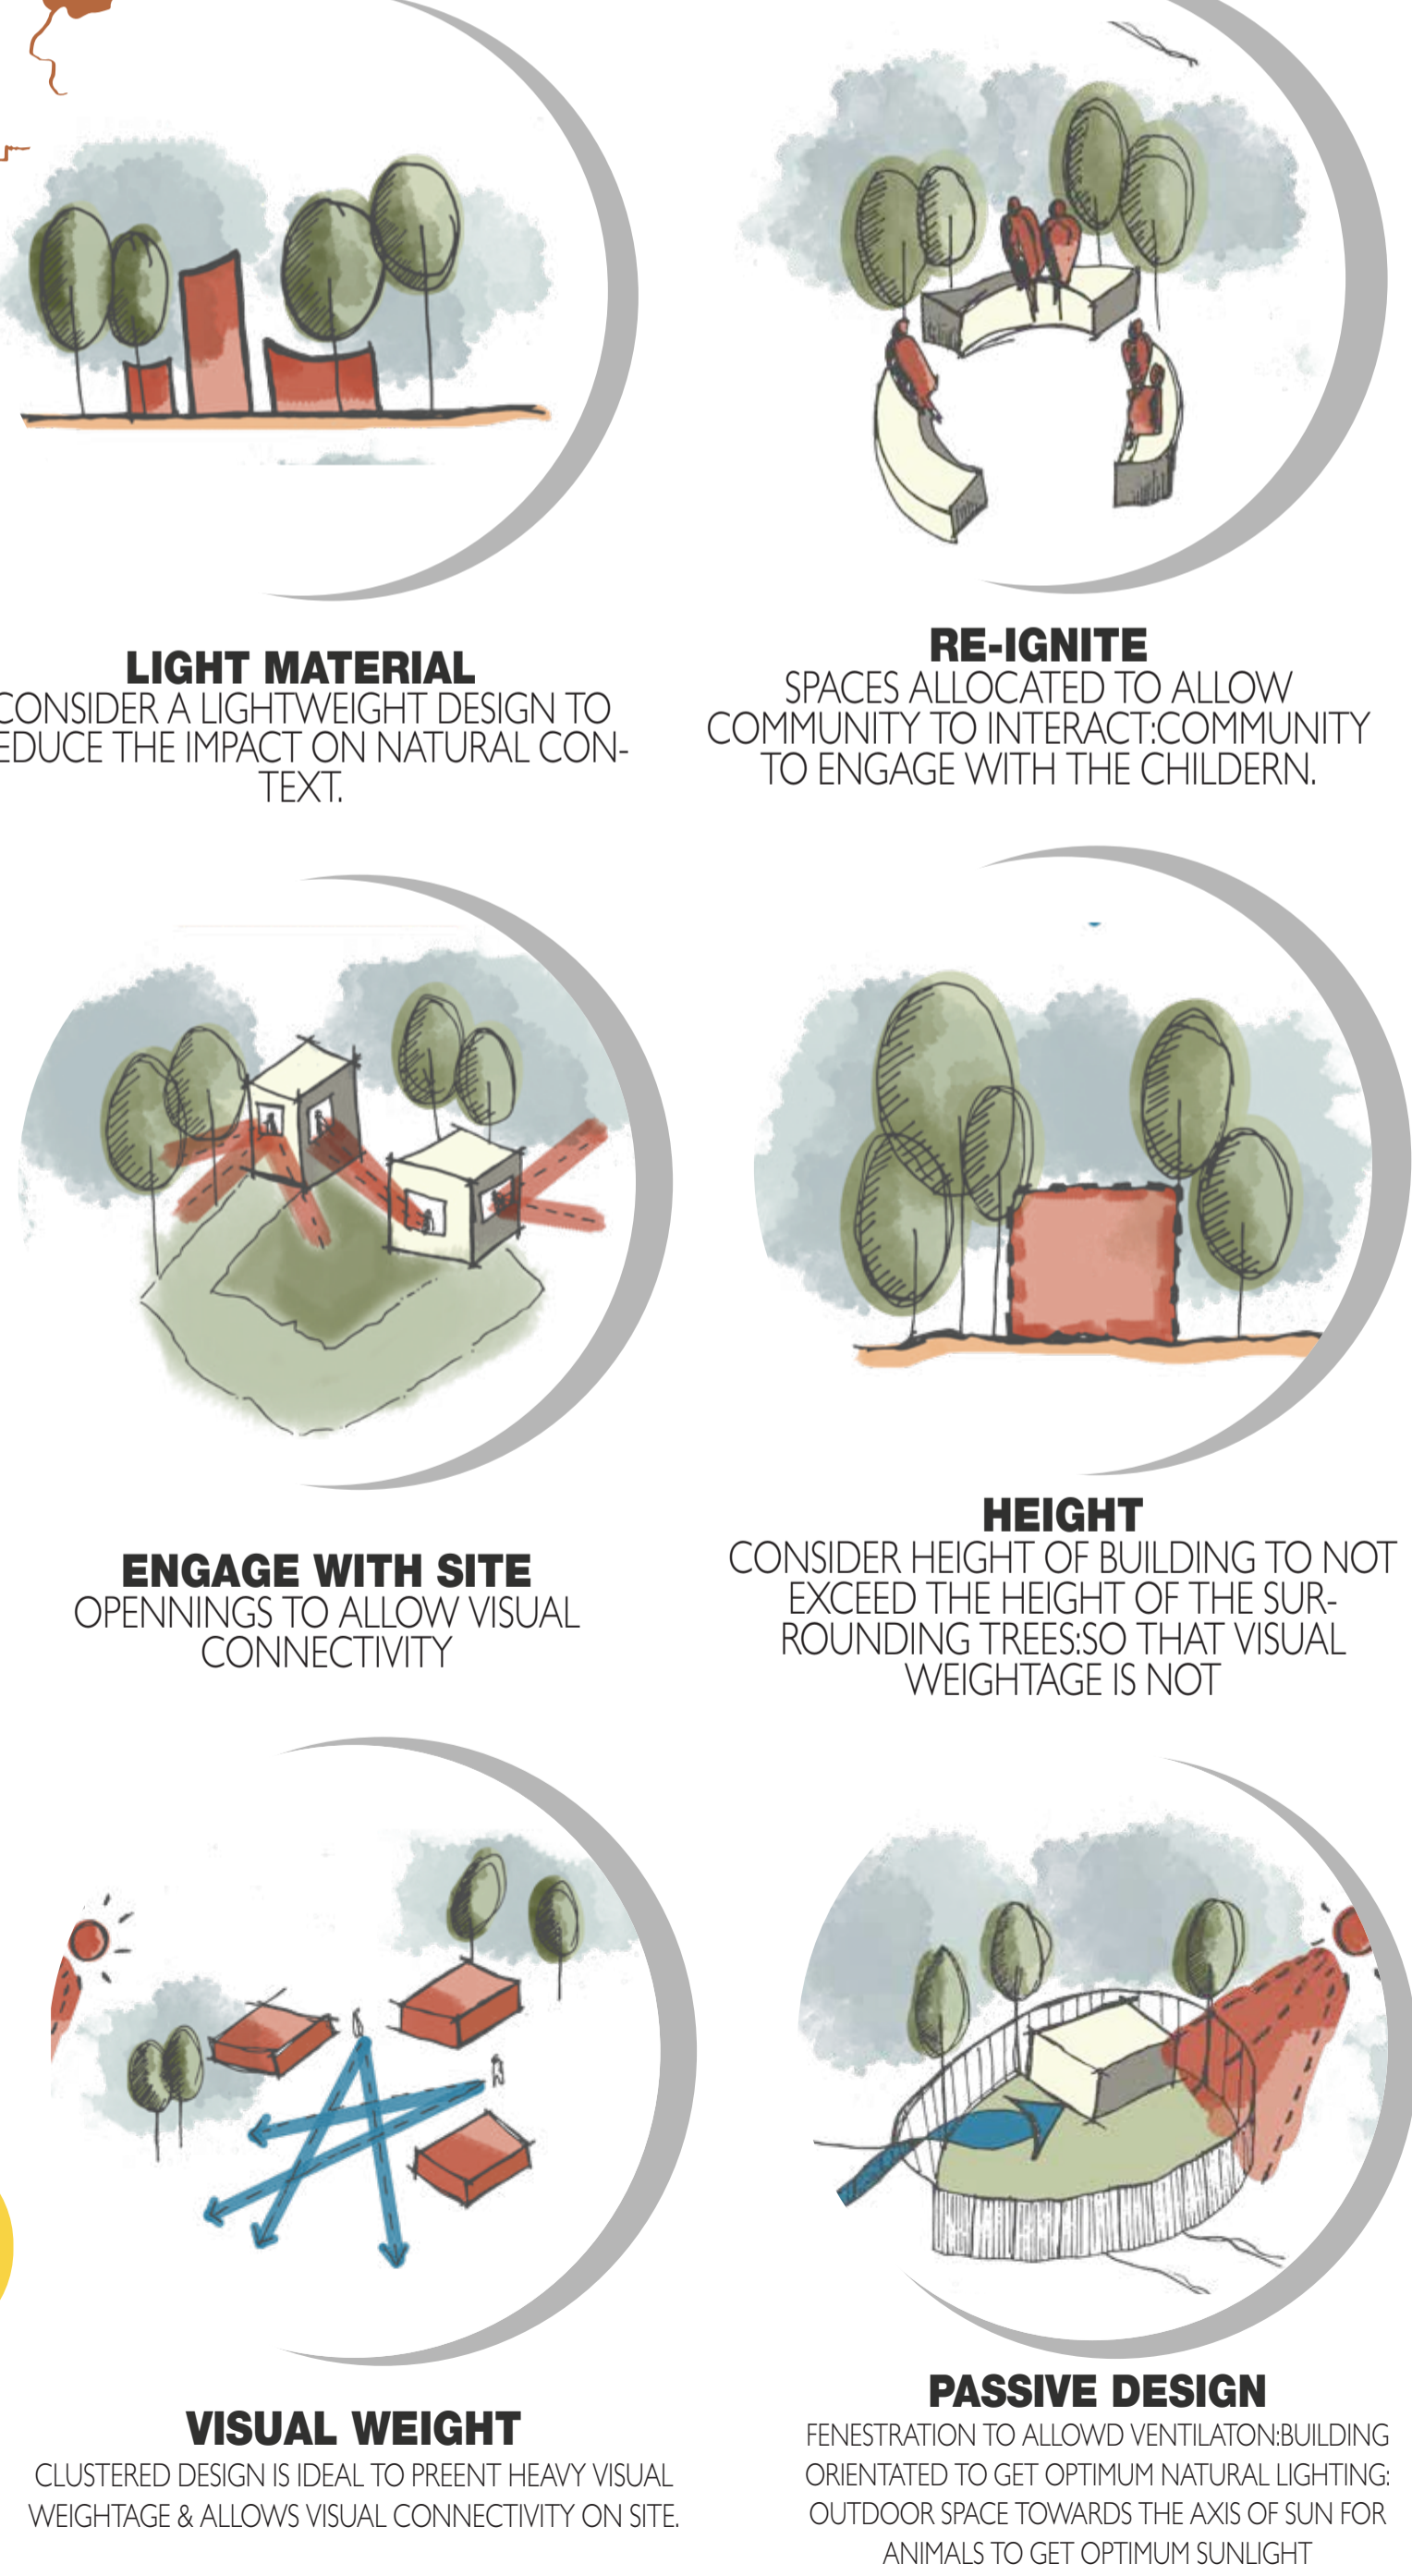 LIGHT MATERIAL
CONSIDER A LIGHTWEIGHT DESIGN TO
EDUCE THE IMPACT ON NATURAL CON-
TEXT.
RE-IGNITE
SPACES ALLOCATED TO ALLOW
COMMUNITY TO INTERACT:COMMUNITY
TO ENGAGE WITH THE CHILDERN.
ENGAGE WITH SITE
OPENNINGS TO ALLOW VISUAL
CONNECTIVITY
HEIGHT
CONSIDER HEIGHT OF BUILDING TO NOT
EXCEED THE HEIGHT OF THE SUR-
ROUNDING TREES:SO THAT VISUAL
WEIGHTAGE IS NOT
VISUAL WEIGHT
CLUSTERED DESIGN IS IDEAL TO PREENT HEAVY VISUAL
WEIGHTAGE & ALLOWS VISUAL CONNECTIVITY ON SITE.
PASSIVE DESIGN
FENESTRATION TO ALLOWD VENTILATON:BUILDING
ORIENTATED TO GET OPTIMUM NATURAL LIGHTING:
OUTDOOR SPACE TOWARDS THE AXIS OF SUN FOR
ANIMALS TO GET OPTIMUM SUNLIGHT